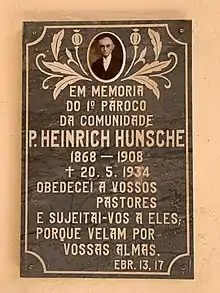 EM MEMORIA
DO 1º PÁROCO
DA COMUNIDADE
P. HEINRICH HUNSCHE
1868 — 1908
† 20. 5. 1934
OBEDECEI A VOSSOS
PASTORES
E SUJEITAI-VOS A ELES,
PORQUE VELAM POR
VOSSAS ALMAS.
EBR. 13, 17